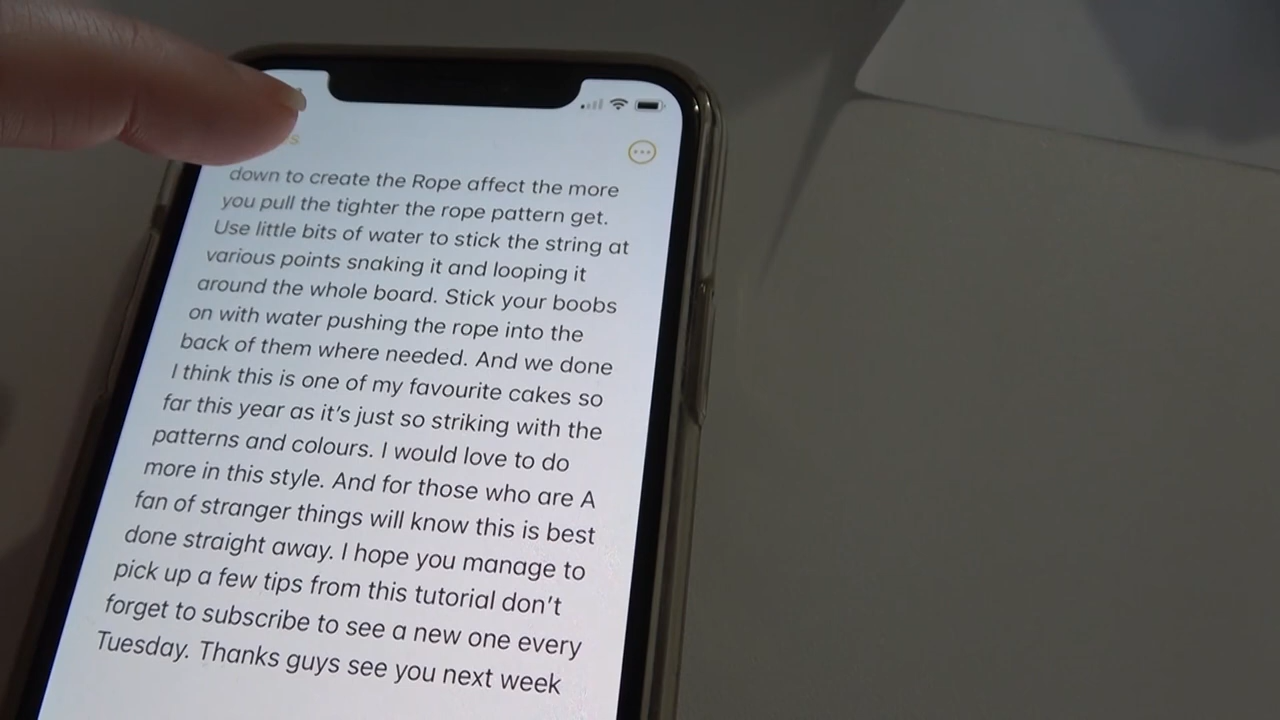 down to create the Rope affect the more
you pull the tighter the rope pattern get.
Use little bits of water to stick the string at
various points snaking it and looping it
around the whole board. Stick your boobs
on with water pushing the rope into the
back of them where needed. And we done
I think this is one of my favourite cakes so
far this year as it's just so striking with the
patterns and colours. I would love to do
more in this style. And for those who are A
fan of stranger things will know this is best
done straight away. I hope you manage to
pick up a few tips from this tutorial don't
forget to subscribe to see a new one every
Tuesday. Thanks guys see you next week